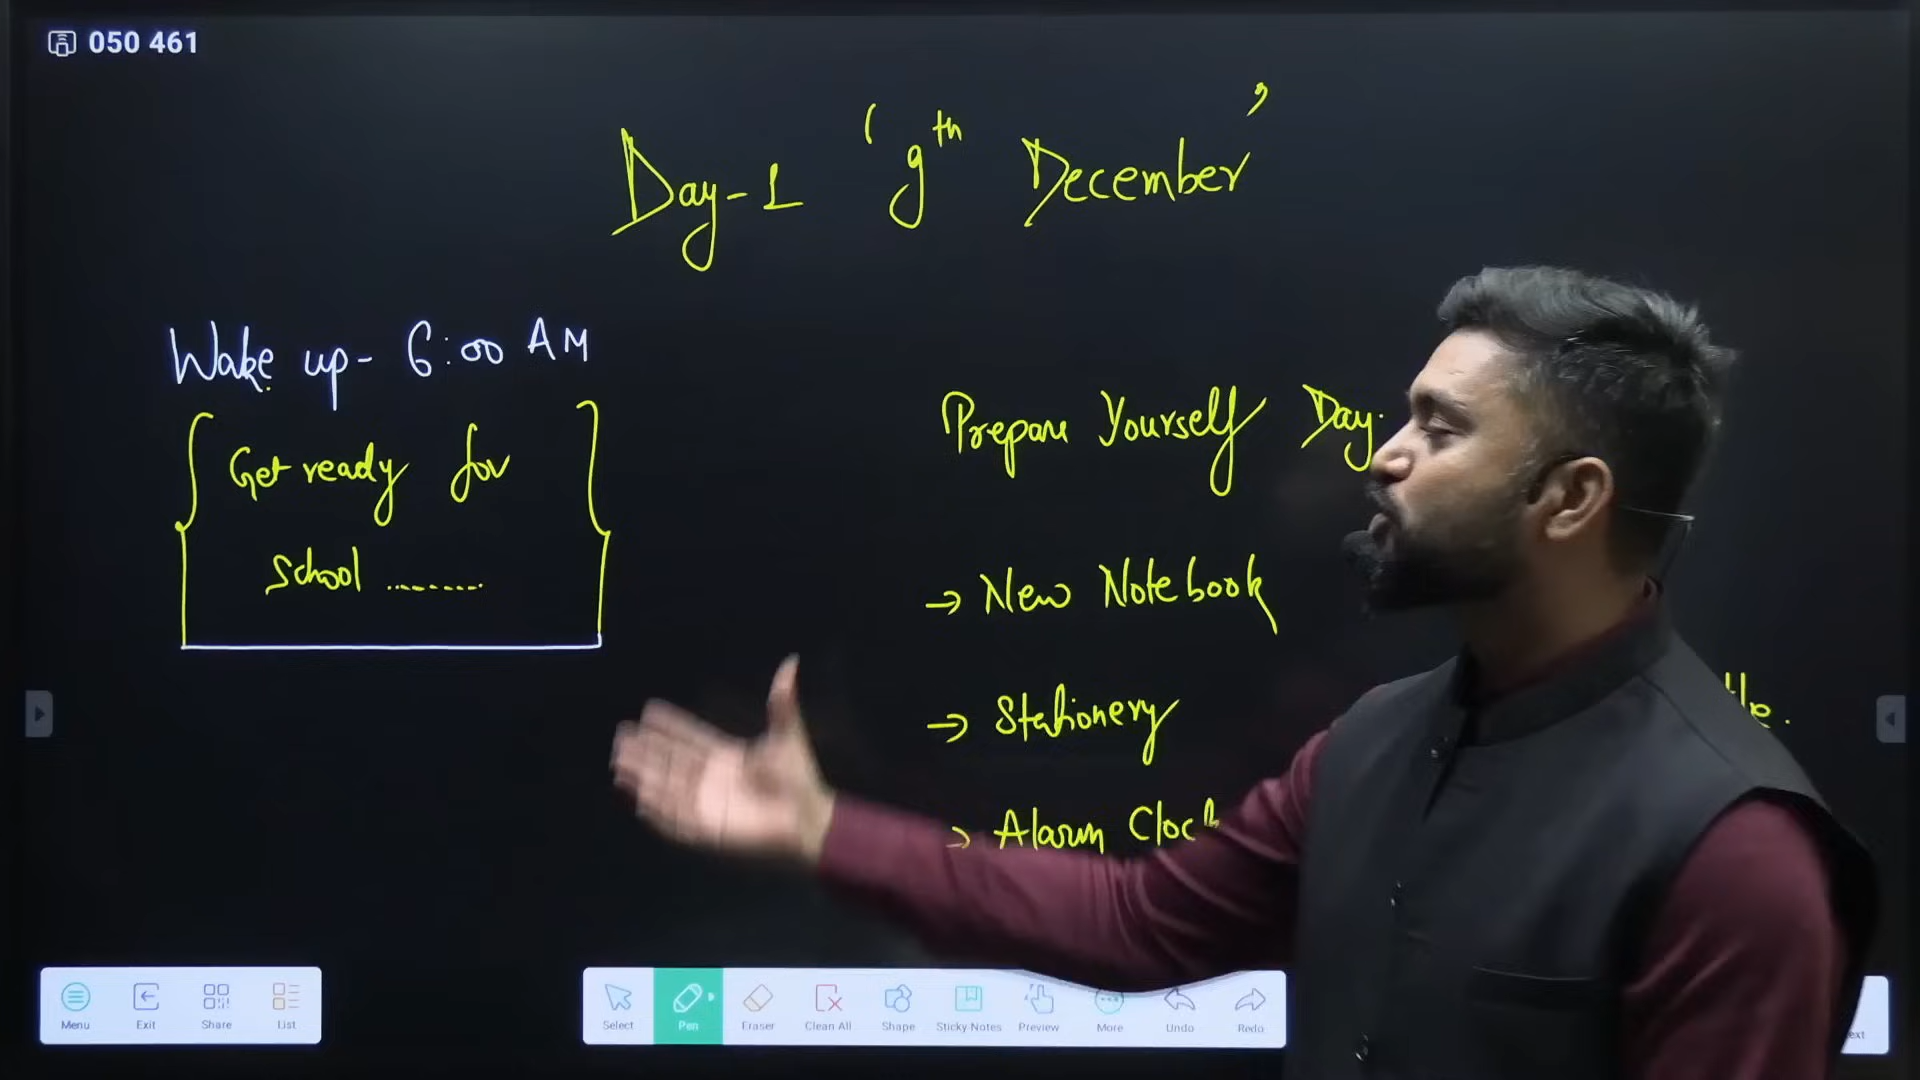 050 461
Day-1 ‘9th December’
Wake up- 6:00 AM
{ Get ready for }
school .........
Prepare Yourself Day.
→ New Notebook
→ Stationery
→ Alarm Clock
Menu Exit Share List
Select Pen Eraser Clean All Shape Sticky Notes Preview More Undo Redo